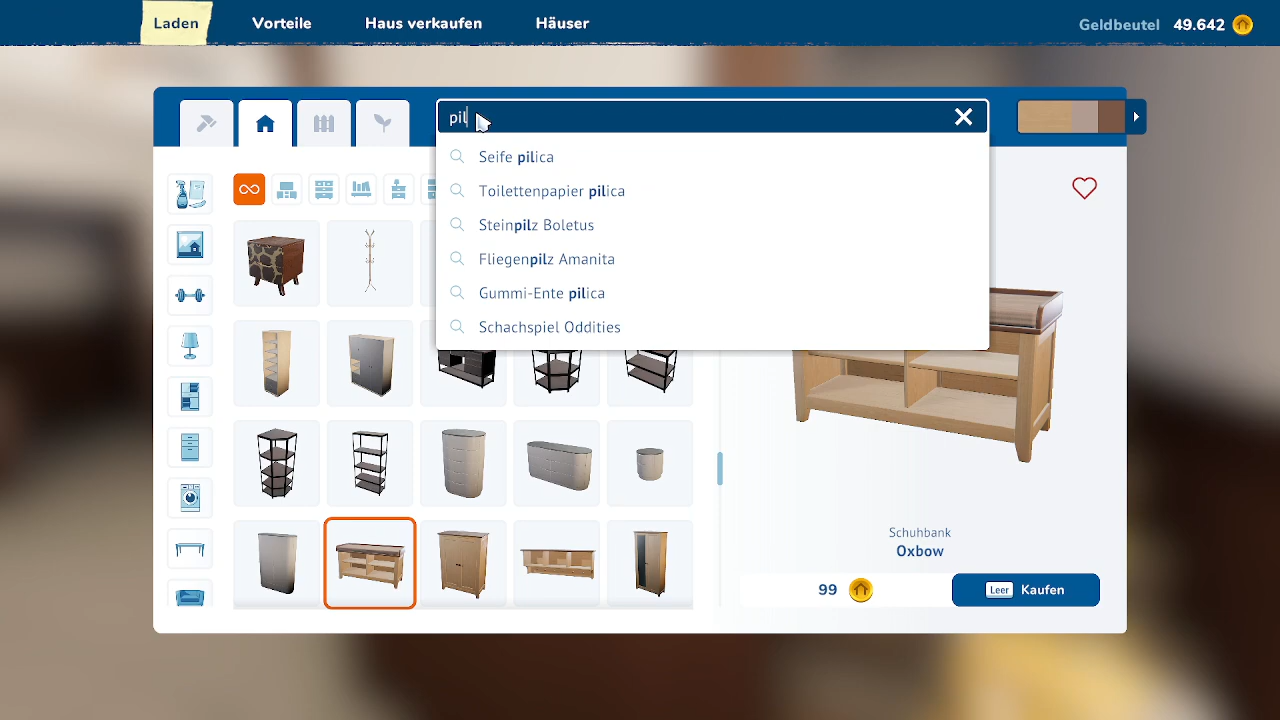 Laden Vorteile Haus verkaufen Häuser Geldbeutel 49.642
pil
Seife pilica
Toilettenpapier pilica
Steinpilz Boletus
Fliegenpilz Amanita
Gummi-Ente pilica
Schachspiel Oddities
Schuhbank
Oxbow
99 Leer Kaufen